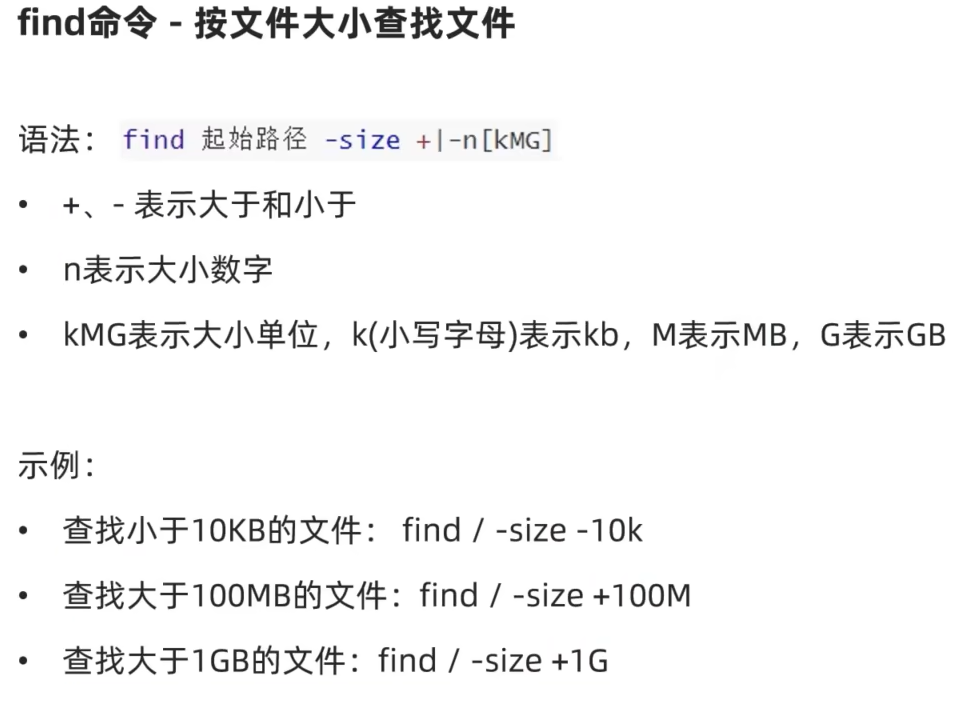 find命令 - 按文件大小查找文件
语法： find 起始路径 -size +|-n[kMG]
• +、- 表示大于和小于
• n表示大小数字
• kMG表示大小单位，k(小写字母)表示kb，M表示MB，G表示GB
示例：
• 查找小于10KB的文件： find / -size -10k
• 查找大于100MB的文件：find / -size +100M
• 查找大于1GB的文件：find / -size +1G